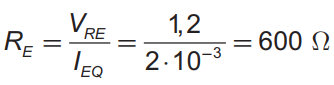 R_E = V_RE / I_EQ = 1,2 / 2·10⁻³ = 600 Ω